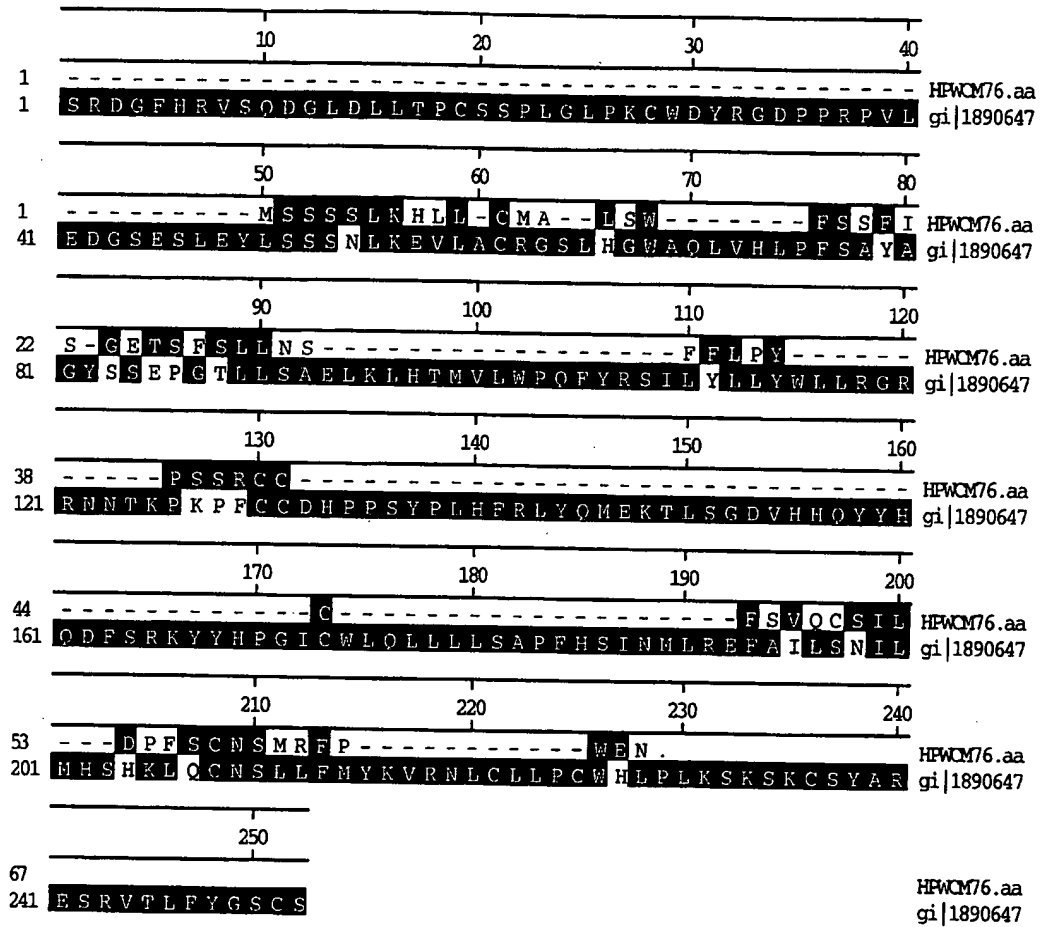 10 20 30 40
1 - - - - - - - - - - - - - - - - - - - - - - - - - - - - - - - - - - - - - - - - HPWCM76.aa
1 S R D G F H R V S Q D G L D L L T P C S S P L G L P K C W D Y R G D P P R P V L gi|1890647
50 60 70 80
1 - - - - - - - - - M S S S S L K H L L - C M A - - L S W - - - - - - - F S S F I HPWCM76.aa
41 E D G S E S L E Y L S S S N L K E V L A C R G S L H G W A Q L V H L P F S A Y A gi|1890647
90 100 110 120
22 S - G E T S F S L L N S - - - - - - - - - - - - - - - - - F F L P Y - - - - - - HPWCM76.aa
81 G Y S S E P G T L L S A E L K L H T M V L W P Q F Y R S I L Y L L Y W L L R G R gi|1890647
130 140 150 160
38 - - - - - P S S R C C - - - - - - - - - - - - - - - - - - - - - - - - - - - - - HPWCM76.aa
121 R N N T K P K P F C C D H P P S Y P L H F R L Y Q M E K T L S G D V H H Q Y Y H gi|1890647
170 180 190 200
44 - - - - - - - - - - - - C - - - - - - - - - - - - - - - - - - - F S V Q C S I L HPWCM76.aa
161 Q D F S R K Y Y H P G I C W L Q L L L L S A P F H S I N M L R E F A I L S N I L gi|1890647
210 220 230 240
53 - - - D P F S C N S M R F P - - - - - - - - - - - W E N . HPWCM76.aa
201 M H S H K L Q C N S L L F M Y K V R N L C L L P C W H L P L K S K S K C S Y A R gi|1890647
250
67 HPWCM76.aa
241 E S R V T L F Y G S C S gi|1890647